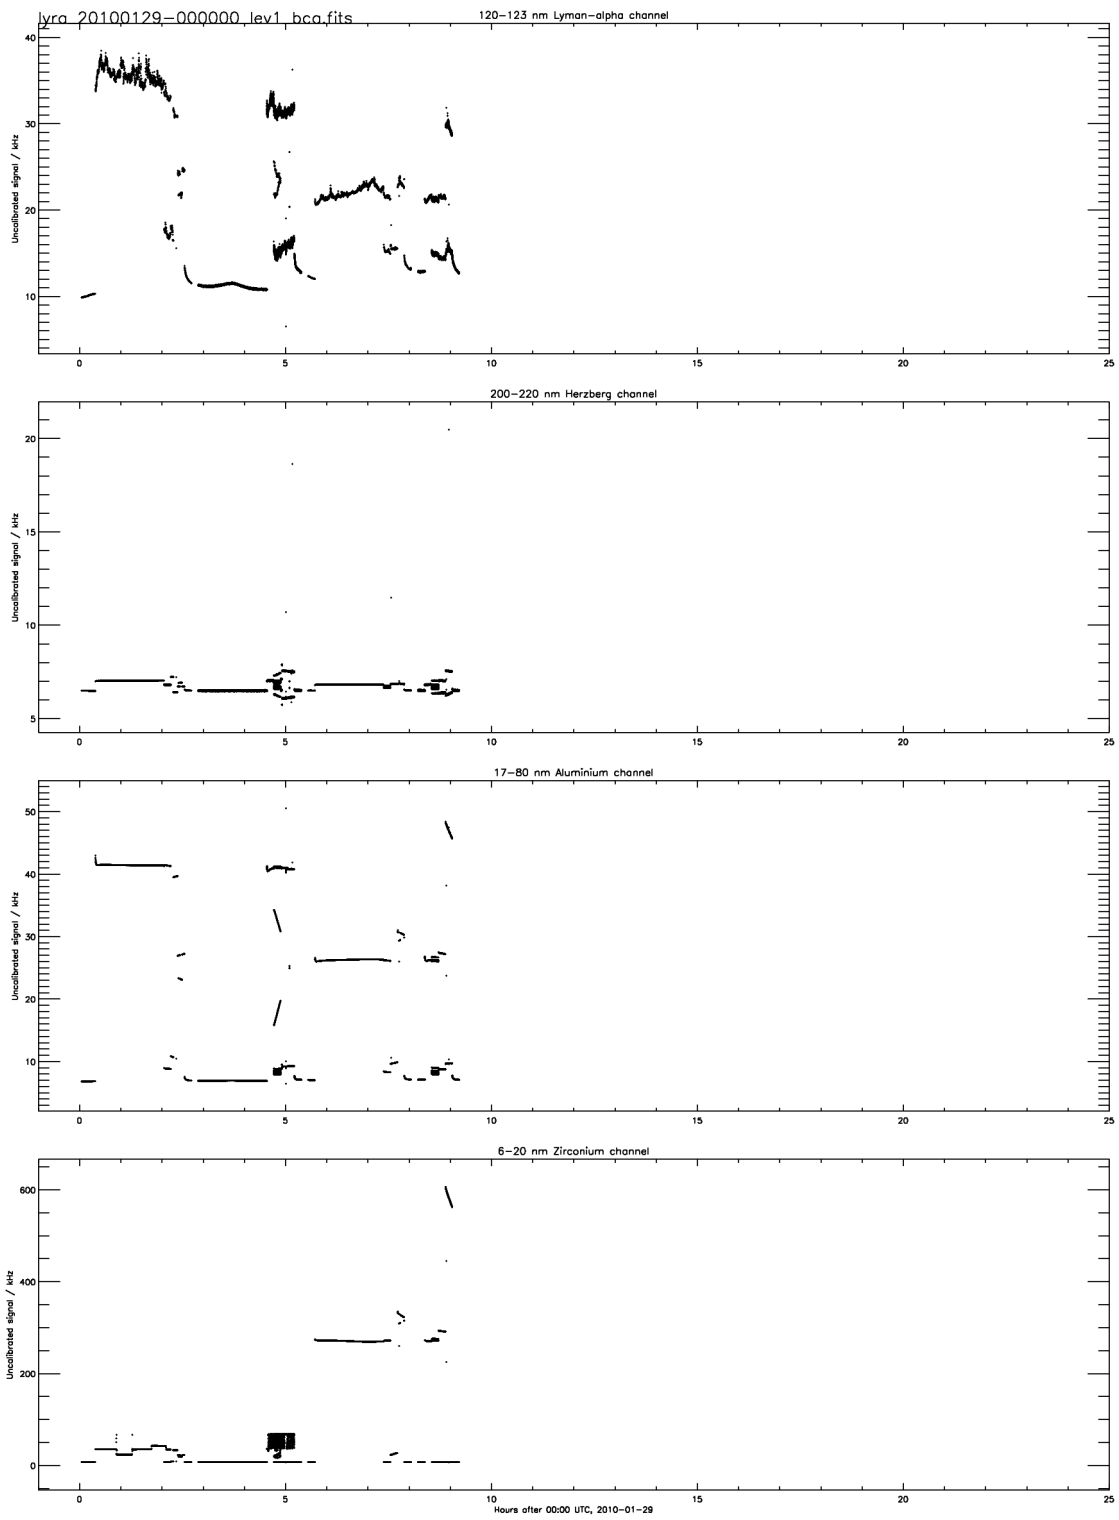 lyra_20100129-000000_lev1_bca.fits
120-123 nm Lyman-alpha channel
Uncalibrated signal / kHz
40
30
20
10
0 5 10 15 20 25
200-220 nm Herzberg channel
Uncalibrated signal / kHz
20
15
10
5
0 5 10 15 20 25
17-80 nm Aluminium channel
Uncalibrated signal / kHz
50
40
30
20
10
0 5 10 15 20 25
6-20 nm Zirconium channel
Uncalibrated signal / kHz
600
400
200
0
0 5 10 15 20 25
Hours after 00:00 UTC, 2010-01-29